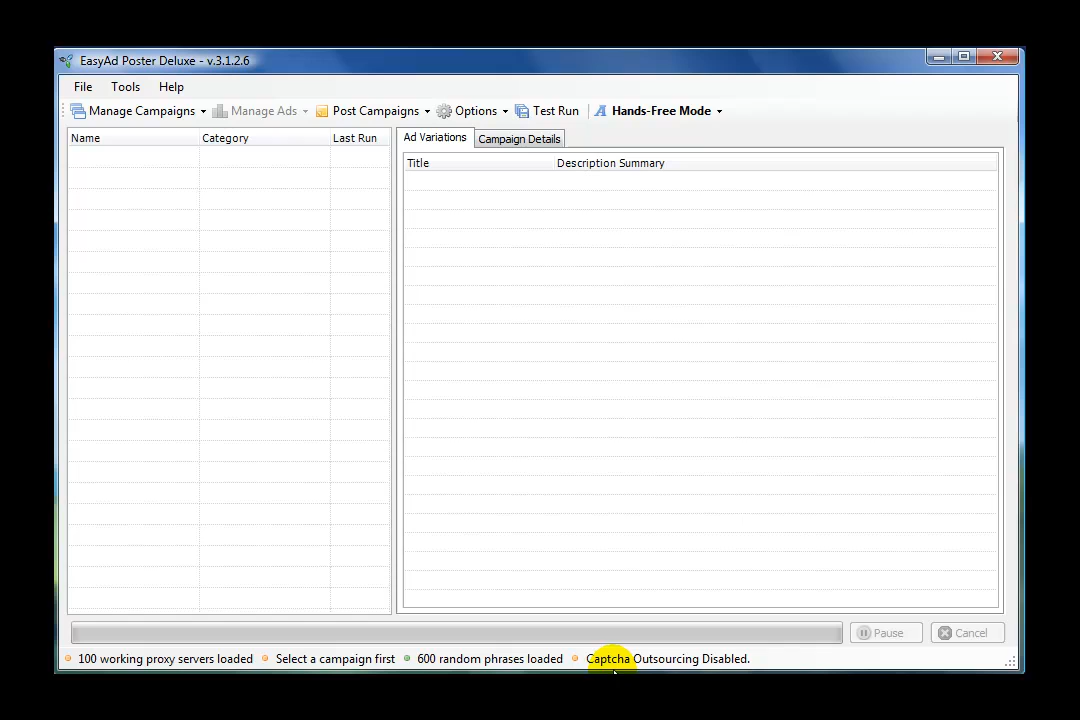 EasyAd Poster Deluxe - v.3.1.2.6
File Tools Help
Manage Campaigns Manage Ads Post Campaigns Options Test Run A Hands-Free Mode
Name Category Last Run
Ad Variations Campaign Details
Title Description Summary
Pause Cancel
100 working proxy servers loaded Select a campaign first 600 random phrases loaded Captcha Outsourcing Disabled.